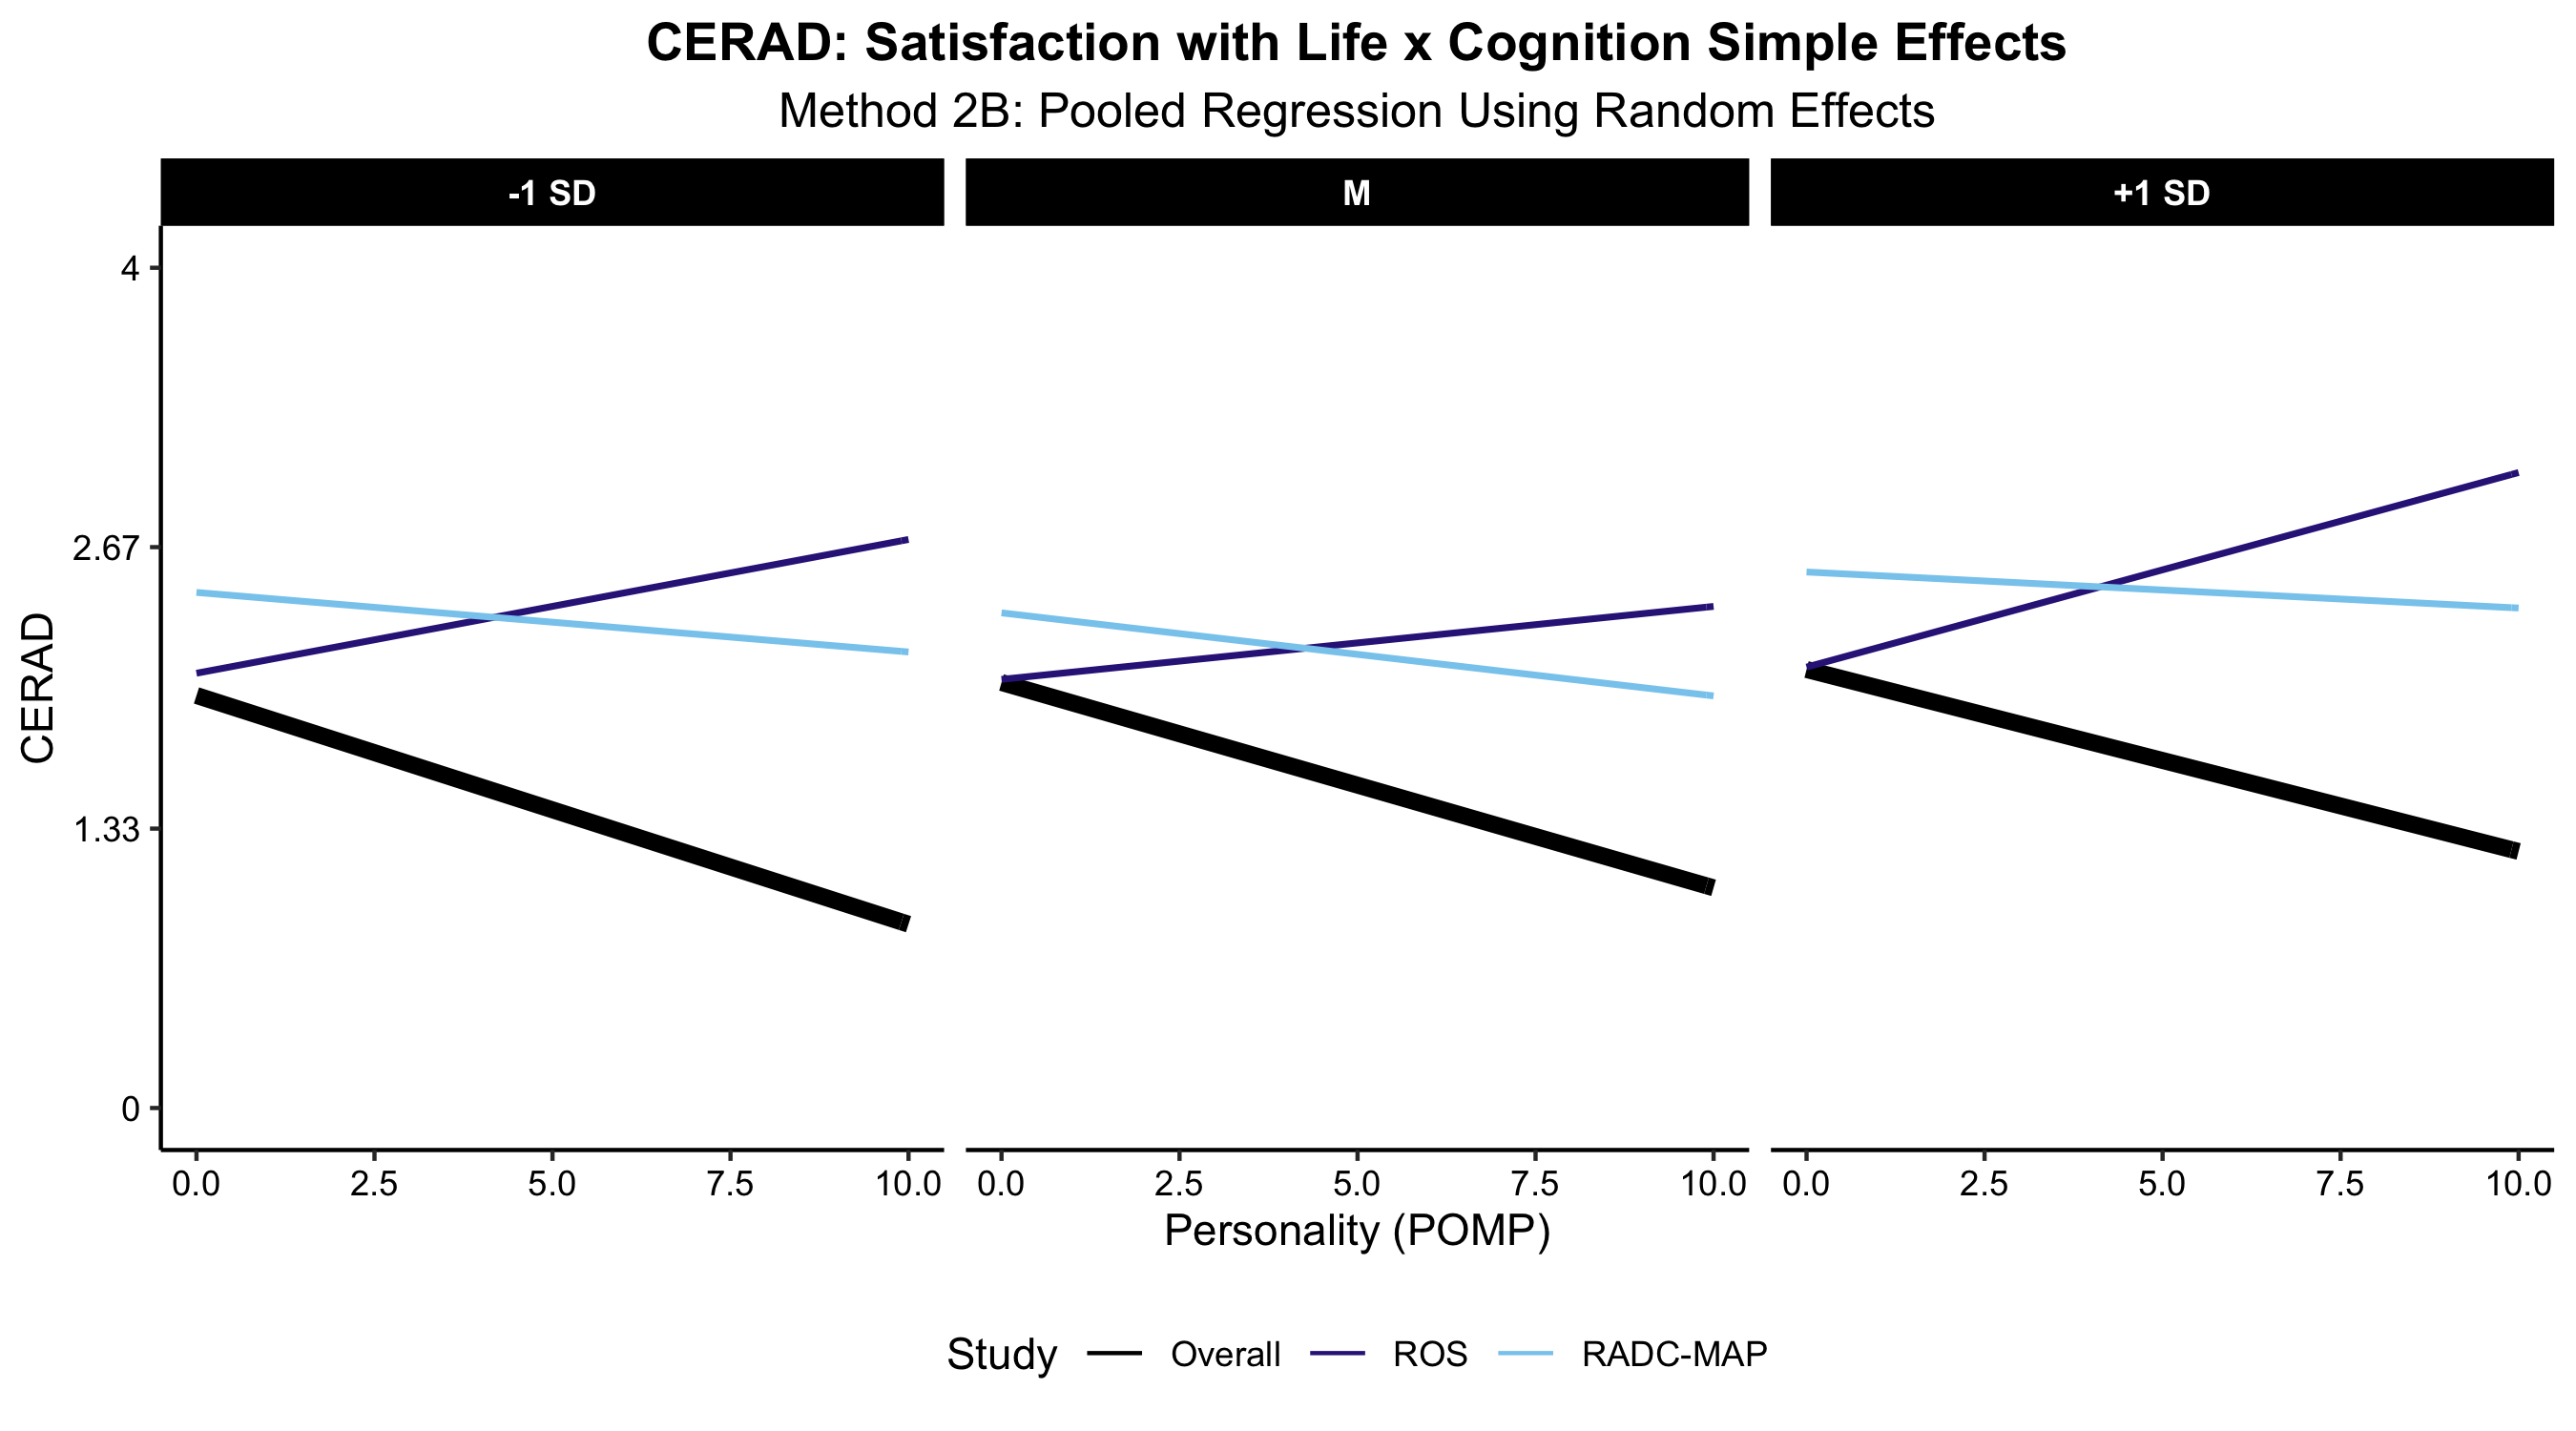 CERAD: Satisfaction with Life x Cognition Simple Effects
Method 2B: Pooled Regression Using Random Effects
-1 SD M +1 SD
4
2.67
1.33
0
CERAD
0.0 2.5 5.0 7.5 10.0 0.0 2.5 5.0 7.5 10.0 0.0 2.5 5.0 7.5 10.0
Personality (POMP)
Study Overall ROS RADC-MAP